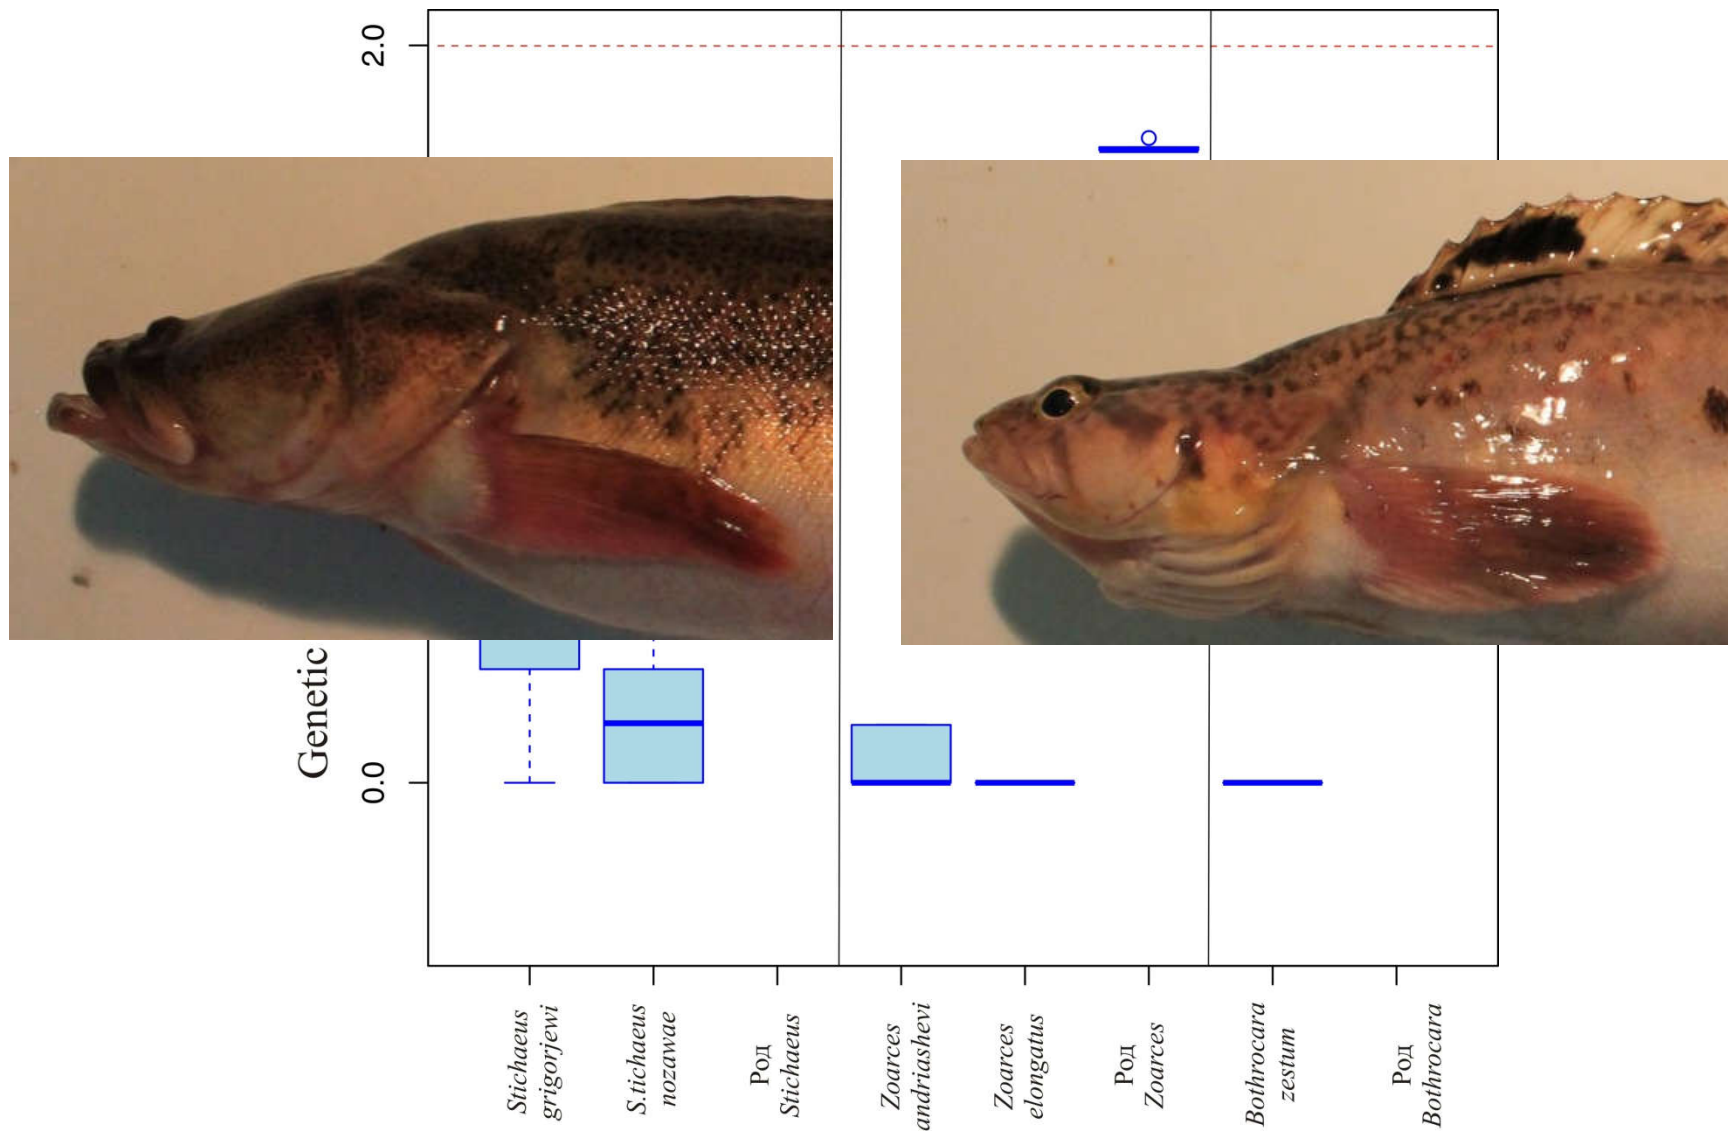 2.0
Genetic
0.0
Stichaeus
grigorjewi
S.tichaeus
nozawae
Род
Stichaeus
Zoarces
andriashevi
Zoarces
elongatus
Род
Zoarces
Bothrocara
zestum
Род
Bothrocara